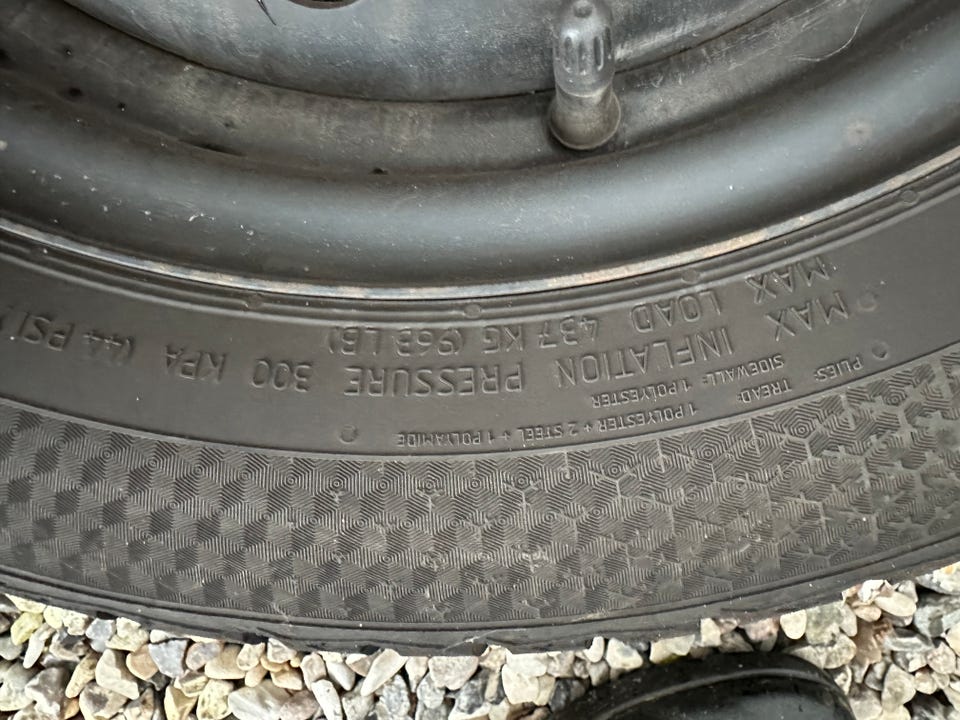 PLIES: TREAD: 1 POLYESTER + 2 STEEL + 1 POLYAMIDE
SIDEWALL: 1 POLYESTER
MAX INFLATION PRESSURE 300 KPA (44 PSI)
MAX LOAD 437 KG (963 LB)